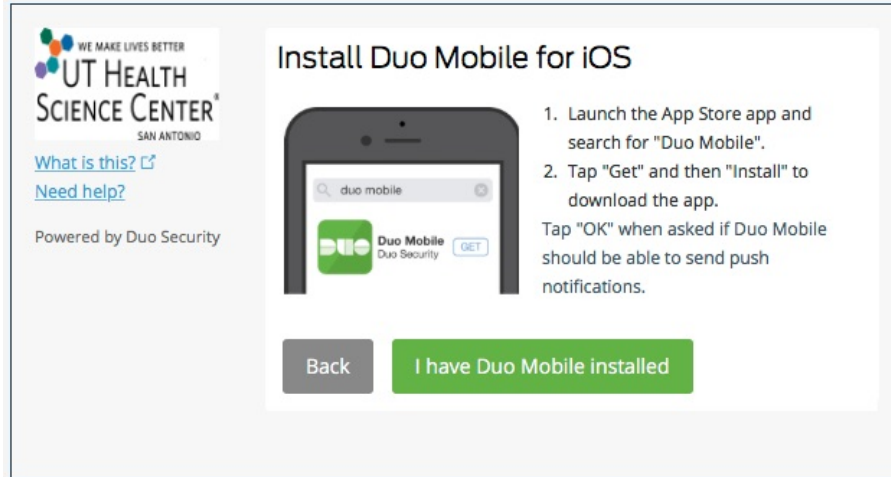 WE MAKE LIVES BETTER
UT HEALTH
SCIENCE CENTER®
SAN ANTONIO
What is this?
Need help?
Powered by Duo Security
Install Duo Mobile for iOS
duo mobile
DUO
Duo Mobile
Duo Security
GET
1. Launch the App Store app and
search for "Duo Mobile".
2. Tap "Get" and then "Install" to
download the app.
Tap "OK" when asked if Duo Mobile
should be able to send push
notifications.
Back
I have Duo Mobile installed